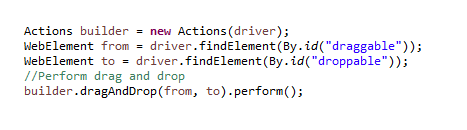 Actions builder = new Actions(driver);
WebElement from = driver.findElement(By.id("draggable"));
WebElement to = driver.findElement(By.id("droppable"));
//Perform drag and drop
builder.dragAndDrop(from, to).perform();